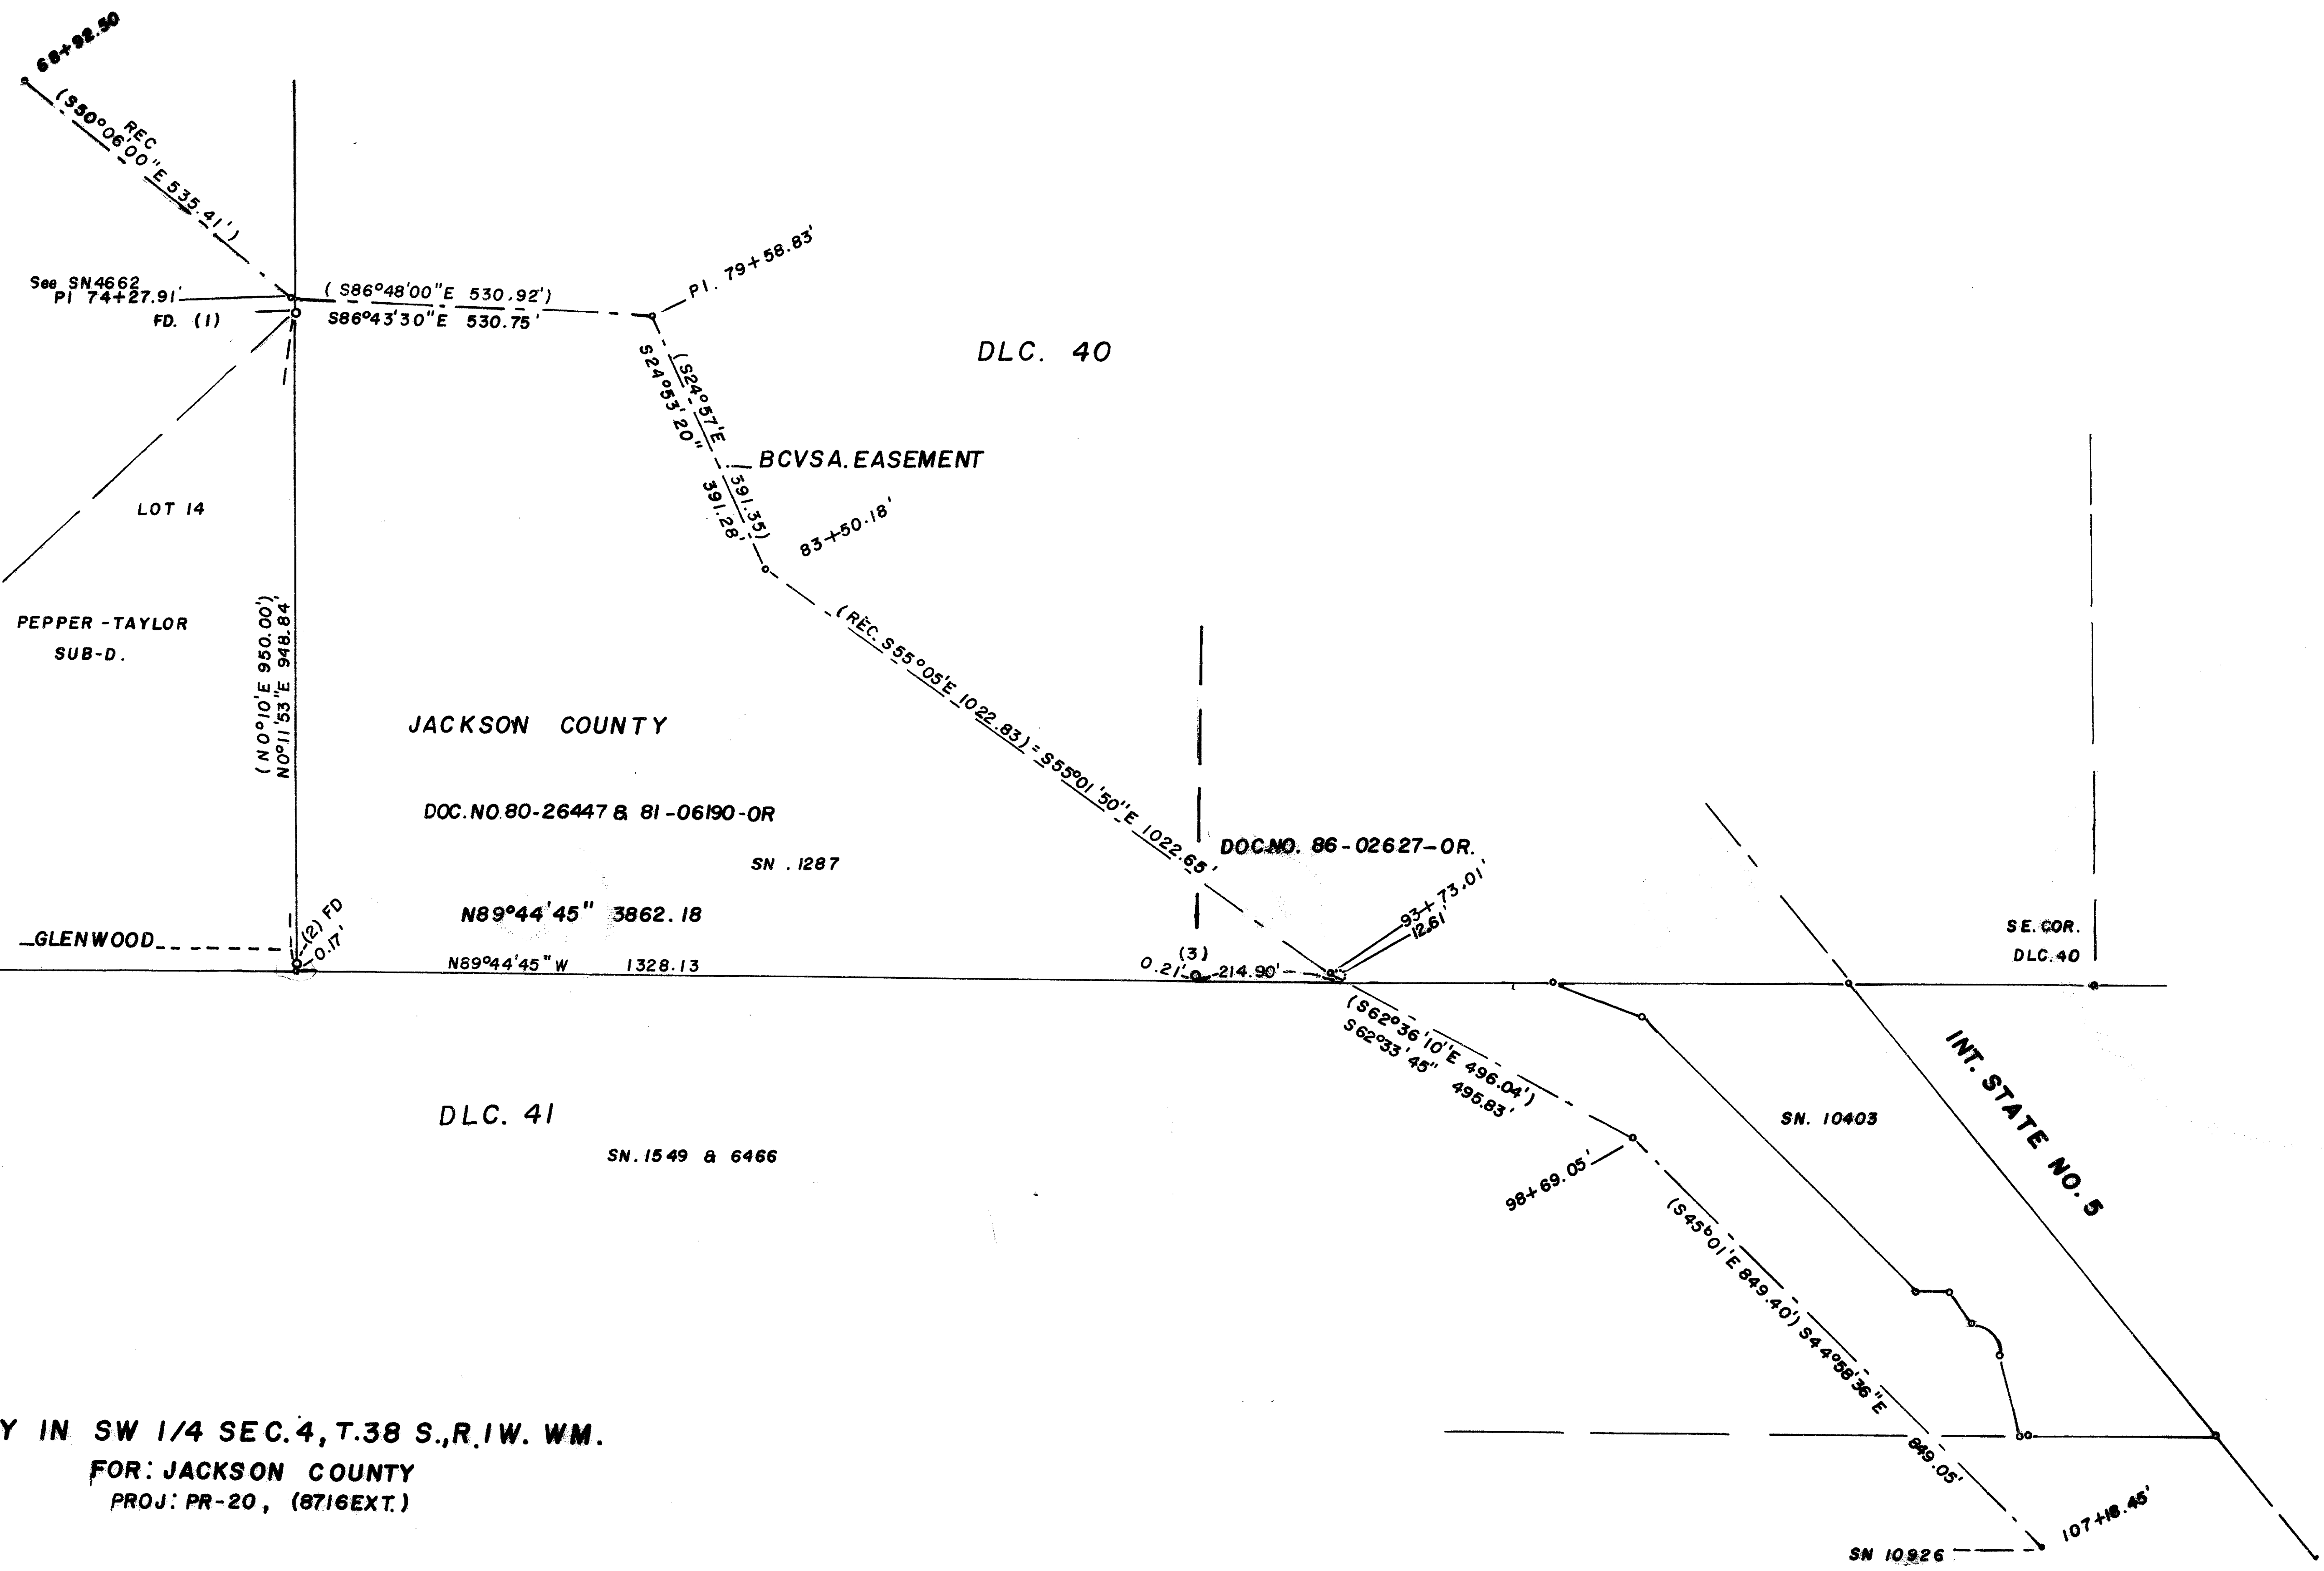 68+92.50
REC
(S50°06'00"E 535.41')
See SN4662
PI 74+27.91'
FD. (1)
( S86°48'00"E 530.92')
S86°43'30"E 530.75'
PI. 79+58.83'
DLC. 40
(S24°57'E 391.35)
S24°53'20" 391.28'
BCVSA. EASEMENT
83+50.18'
LOT 14
PEPPER-TAYLOR
SUB-D.
(N0°10'E 950.00')
N0°11'53"E 948.84'
(REC. S55°05'E 1022.83) = S55°01'50"E 1022.65'
JACKSON COUNTY
DOC. NO. 80-26447 & 81-06190-OR
SN . 1287
DOC.NO. 86-02627-OR.
93+73.01'
12.61'
N89°44'45" 3862.18
GLENWOOD
(2) FD
0.17'
N89°44'45"W 1328.13
(3)
0.21'
214.90'
SE. COR.
DLC. 40
(S62°36'10"E 496.04')
S62°33'45" 495.83'
INT. STATE NO. 5
DLC. 41
SN. 1549 & 6466
SN. 10403
98+69.05'
(S45°01'E 849.40') S44°58'36"E
849.05'
Y IN SW 1/4 SEC. 4, T.38 S., R.1W. WM.
FOR: JACKSON COUNTY
PROJ: PR-20, (8716EXT.)
107+18.45'
SN 10926